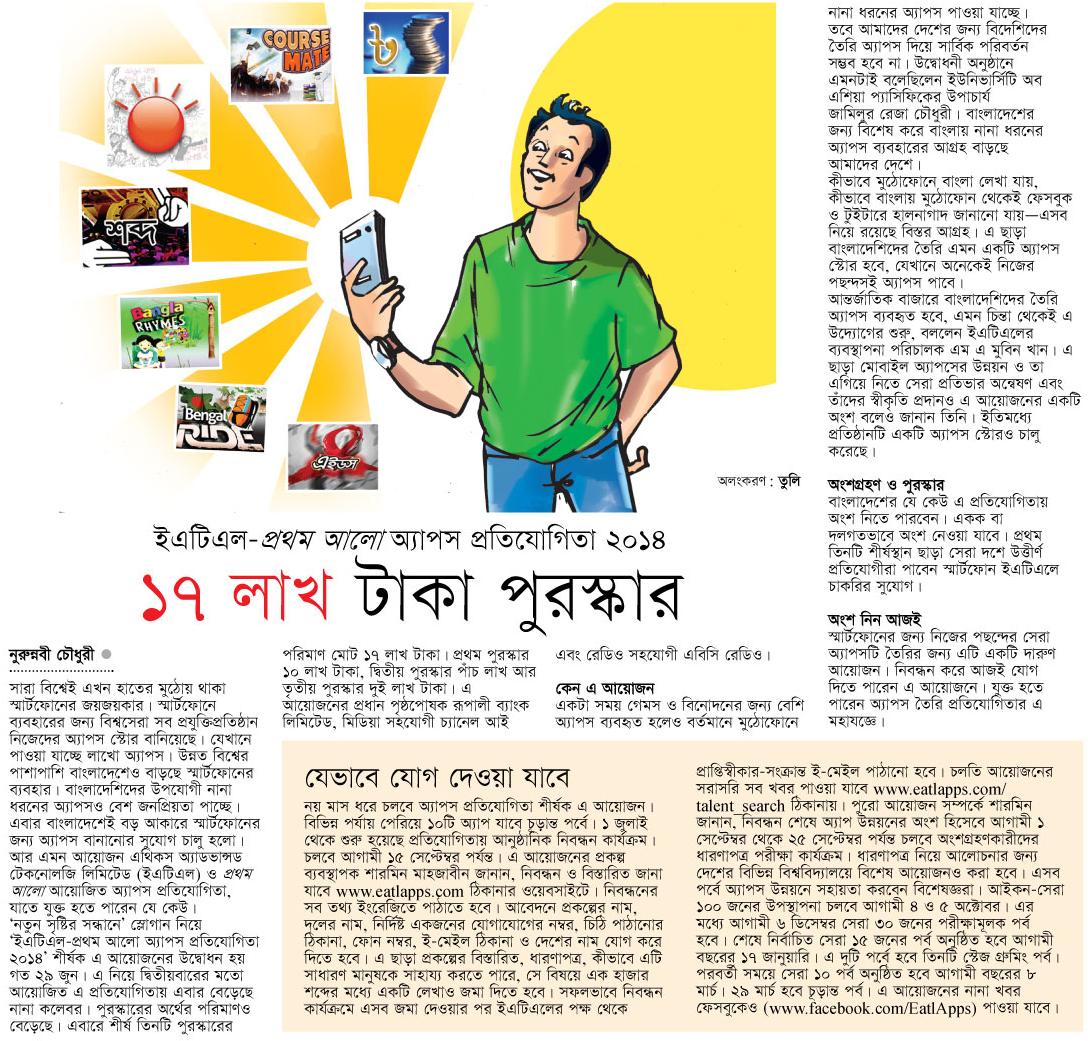 COURSE
MATE
৳
শব্দ
Bangla
RHYMES
Bengal
RIDE
এইডস
অলংকরণ : তুলি
ইএটিএল-প্রথম আলো অ্যাপস প্রতিযোগিতা ২০১৪
১৭ লাখ টাকা পুরস্কার
নুরুন্নবী চৌধুরী
সারা বিশ্বেই এখন হাতের মুঠোয় থাকা
স্মার্টফোনের জয়জয়কার। স্মার্টফোনে
ব্যবহারের জন্য বিশ্বসেরা সব প্রযুক্তিপ্রতিষ্ঠান
নিজেদের অ্যাপস স্টোর বানিয়েছে। যেখানে
পাওয়া যাচ্ছে লাখো অ্যাপস। উন্নত বিশ্বের
পাশাপাশি বাংলাদেশেও বাড়ছে স্মার্টফোনের
ব্যবহার। বাংলাদেশিদের উপযোগী নানা
ধরনের অ্যাপসও বেশ জনপ্রিয়তা পাচ্ছে।
এবার বাংলাদেশেই বড় আকারে স্মার্টফোনের
জন্য অ্যাপস বানানোর সুযোগ চালু হলো।
আর এমন আয়োজন এথিকস অ্যাডভান্সড
টেকনোলজি লিমিটেড (ইএটিএল) ও প্রথম
আলো আয়োজিত অ্যাপস প্রতিযোগিতা,
যাতে যুক্ত হতে পারেন যে কেউ।
‘নতুন সৃষ্টির সন্ধানে’ স্লোগান নিয়ে
‘ইএটিএল-প্রথম আলো অ্যাপস প্রতিযোগিতা
২০১৪’ শীর্ষক এ আয়োজনের উদ্বোধন হয়
গত ২৯ জুন। এ নিয়ে দ্বিতীয়বারের মতো
আয়োজিত এ প্রতিযোগিতায় এবার বেড়েছে
নানা কলেবর। পুরস্কারের অর্থের পরিমাণও
বেড়েছে। এবারে শীর্ষ তিনটি পুরস্কারের
পরিমাণ মোট ১৭ লাখ টাকা। প্রথম পুরস্কার
১০ লাখ টাকা, দ্বিতীয় পুরস্কার পাঁচ লাখ আর
তৃতীয় পুরস্কার দুই লাখ টাকা। এ
আয়োজনের প্রধান পৃষ্ঠপোষক রূপালী ব্যাংক
লিমিটেড, মিডিয়া সহযোগী চ্যানেল আই
এবং রেডিও সহযোগী এবিসি রেডিও।
কেন এ আয়োজন
একটা সময় গেমস ও বিনোদনের জন্য বেশি
অ্যাপস ব্যবহৃত হলেও বর্তমানে মুঠোফোনে
নানা ধরনের অ্যাপস পাওয়া যাচ্ছে।
তবে আমাদের দেশের জন্য বিদেশিদের
তৈরি অ্যাপস দিয়ে সার্বিক পরিবর্তন
সম্ভব হবে না। উদ্বোধনী অনুষ্ঠানে
এমনটাই বলেছিলেন ইউনিভার্সিটি অব
এশিয়া প্যাসিফিকের উপাচার্য
জামিলুর রেজা চৌধুরী। বাংলাদেশের
জন্য বিশেষ করে বাংলায় নানা ধরনের
অ্যাপস ব্যবহারের আগ্রহ বাড়ছে
আমাদের দেশে।
কীভাবে মুঠোফোনে বাংলা লেখা যায়,
কীভাবে বাংলায় মুঠোফোন থেকেই ফেসবুক
ও টুইটারে হালনাগাদ জানানো যায়—এসব
নিয়ে রয়েছে বিস্তর আগ্রহ। এ ছাড়া
বাংলাদেশিদের তৈরি এমন একটি অ্যাপস
স্টোর হবে, যেখানে অনেকেই নিজের
পছন্দসই অ্যাপস পাবে।
আন্তর্জাতিক বাজারে বাংলাদেশিদের তৈরি
অ্যাপস ব্যবহৃত হবে, এমন চিন্তা থেকেই এ
উদ্যোগের শুরু, বললেন ইএটিএলের
ব্যবস্থাপনা পরিচালক এম এ মুবিন খান। এ
ছাড়া মোবাইল অ্যাপসের উন্নয়ন ও তা
এগিয়ে নিতে সেরা প্রতিভার অন্বেষণ এবং
তাঁদের স্বীকৃতি প্রদানও এ আয়োজনের একটি
অংশ বলেও জানান তিনি। ইতিমধ্যে
প্রতিষ্ঠানটি একটি অ্যাপস স্টোরও চালু
করেছে।
অংশগ্রহণ ও পুরস্কার
বাংলাদেশের যে কেউ এ প্রতিযোগিতায়
অংশ নিতে পারবেন। একক বা
দলগতভাবে অংশ নেওয়া যাবে। প্রথম
তিনটি শীর্ষস্থান ছাড়া সেরা দশে উত্তীর্ণ
প্রতিযোগীরা পাবেন স্মার্টফোন ইএটিএলে
চাকরির সুযোগ।
অংশ নিন আজই
স্মার্টফোনের জন্য নিজের পছন্দের সেরা
অ্যাপসটি তৈরির জন্য এটি একটি দারুণ
আয়োজন। নিবন্ধন করে আজই যোগ
দিতে পারেন এ আয়োজনে। যুক্ত হতে
পারেন অ্যাপস তৈরি প্রতিযোগিতার এ
মহাযজ্ঞে।
যেভাবে যোগ দেওয়া যাবে
নয় মাস ধরে চলবে অ্যাপস প্রতিযোগিতা শীর্ষক এ আয়োজন।
বিভিন্ন পর্যায় পেরিয়ে ১০টি অ্যাপ যাবে চূড়ান্ত পর্বে। ১ জুলাই
থেকে শুরু হয়েছে প্রতিযোগিতায় আনুষ্ঠানিক নিবন্ধন কার্যক্রম।
চলবে আগামী ১৫ সেপ্টেম্বর পর্যন্ত। এ আয়োজনের প্রকল্প
ব্যবস্থাপক শারমিন মাহজাবীন জানান, নিবন্ধন ও বিস্তারিত জানা
যাবে www.eatlapps.com ঠিকানার ওয়েবসাইটে। নিবন্ধনের
সব তথ্য ইংরেজিতে পাঠাতে হবে। আবেদনে প্রকল্পের নাম,
দলের নাম, নির্দিষ্ট একজনের যোগাযোগের নম্বর, চিঠি পাঠানোর
ঠিকানা, ফোন নম্বর, ই-মেইল ঠিকানা ও দেশের নাম যোগ করে
দিতে হবে। এ ছাড়া প্রকল্পের বিস্তারিত, ধারণাপত্র, কীভাবে এটি
সাধারণ মানুষকে সাহায্য করতে পারে, সে বিষয়ে এক হাজার
শব্দের মধ্যে একটি লেখাও জমা দিতে হবে। সফলভাবে নিবন্ধন
কার্যক্রমে এসব জমা দেওয়ার পর ইএটিএলের পক্ষ থেকে
প্রাপ্তিস্বীকার-সংক্রান্ত ই-মেইল পাঠানো হবে। চলতি আয়োজনের
সরাসরি সব খবর পাওয়া যাবে www.eatlapps.com/
talent_search ঠিকানায়। পুরো আয়োজন সম্পর্কে শারমিন
জানান, নিবন্ধন শেষে অ্যাপ উন্নয়নের অংশ হিসেবে আগামী ১
সেপ্টেম্বর থেকে ২৫ সেপ্টেম্বর পর্যন্ত চলবে অংশগ্রহণকারীদের
ধারণাপত্র পরীক্ষা কার্যক্রম। ধারণাপত্র নিয়ে আলোচনার জন্য
দেশের বিভিন্ন বিশ্ববিদ্যালয়ে বিশেষ আয়োজনও করা হবে। এসব
পর্বে অ্যাপস উন্নয়নে সহায়তা করবেন বিশেষজ্ঞরা। আইকন-সেরা
১০০ জনের উপস্থাপনা চলবে আগামী ৪ ও ৫ অক্টোবর। এর
মধ্যে আগামী ৬ ডিসেম্বর সেরা ৩০ জনের পরীক্ষামূলক পর্ব
হবে। শেষে নির্বাচিত সেরা ১৫ জনের পর্ব অনুষ্ঠিত হবে আগামী
বছরের ১৭ জানুয়ারি। এ দুটি পর্বে হবে তিনটি স্টেজ গ্রুমিং পর্ব।
পরবর্তী সময়ে সেরা ১০ পর্ব অনুষ্ঠিত হবে আগামী বছরের ৮
মার্চ। ২৯ মার্চ হবে চূড়ান্ত পর্ব। এ আয়োজনের নানা খবর
ফেসবুকেও (www.facebook.com/EatlApps) পাওয়া যাবে।